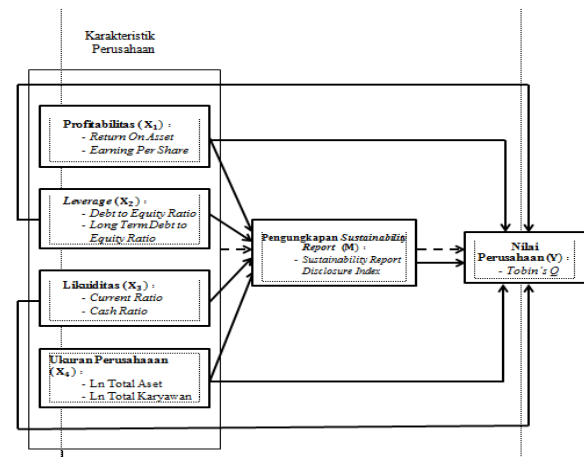 Karakteristik
Perusahaan
Profitabilitas (X1) :
- Return On Asset
- Earning Per Share
Leverage (X2) :
- Debt to Equity Ratio
- Long Term Debt to
Equity Ratio
Likuiditas (X3) :
- Current Ratio
- Cash Ratio
Ukuran Perusahaaan
(X4) :
- Ln Total Aset
- Ln Total Karyawan
Pengungkapan Sustainability
Report (M) :
- Sustainability Report
Disclosure Index
Nilai
Perusahaan (Y) :
- Tobin's Q